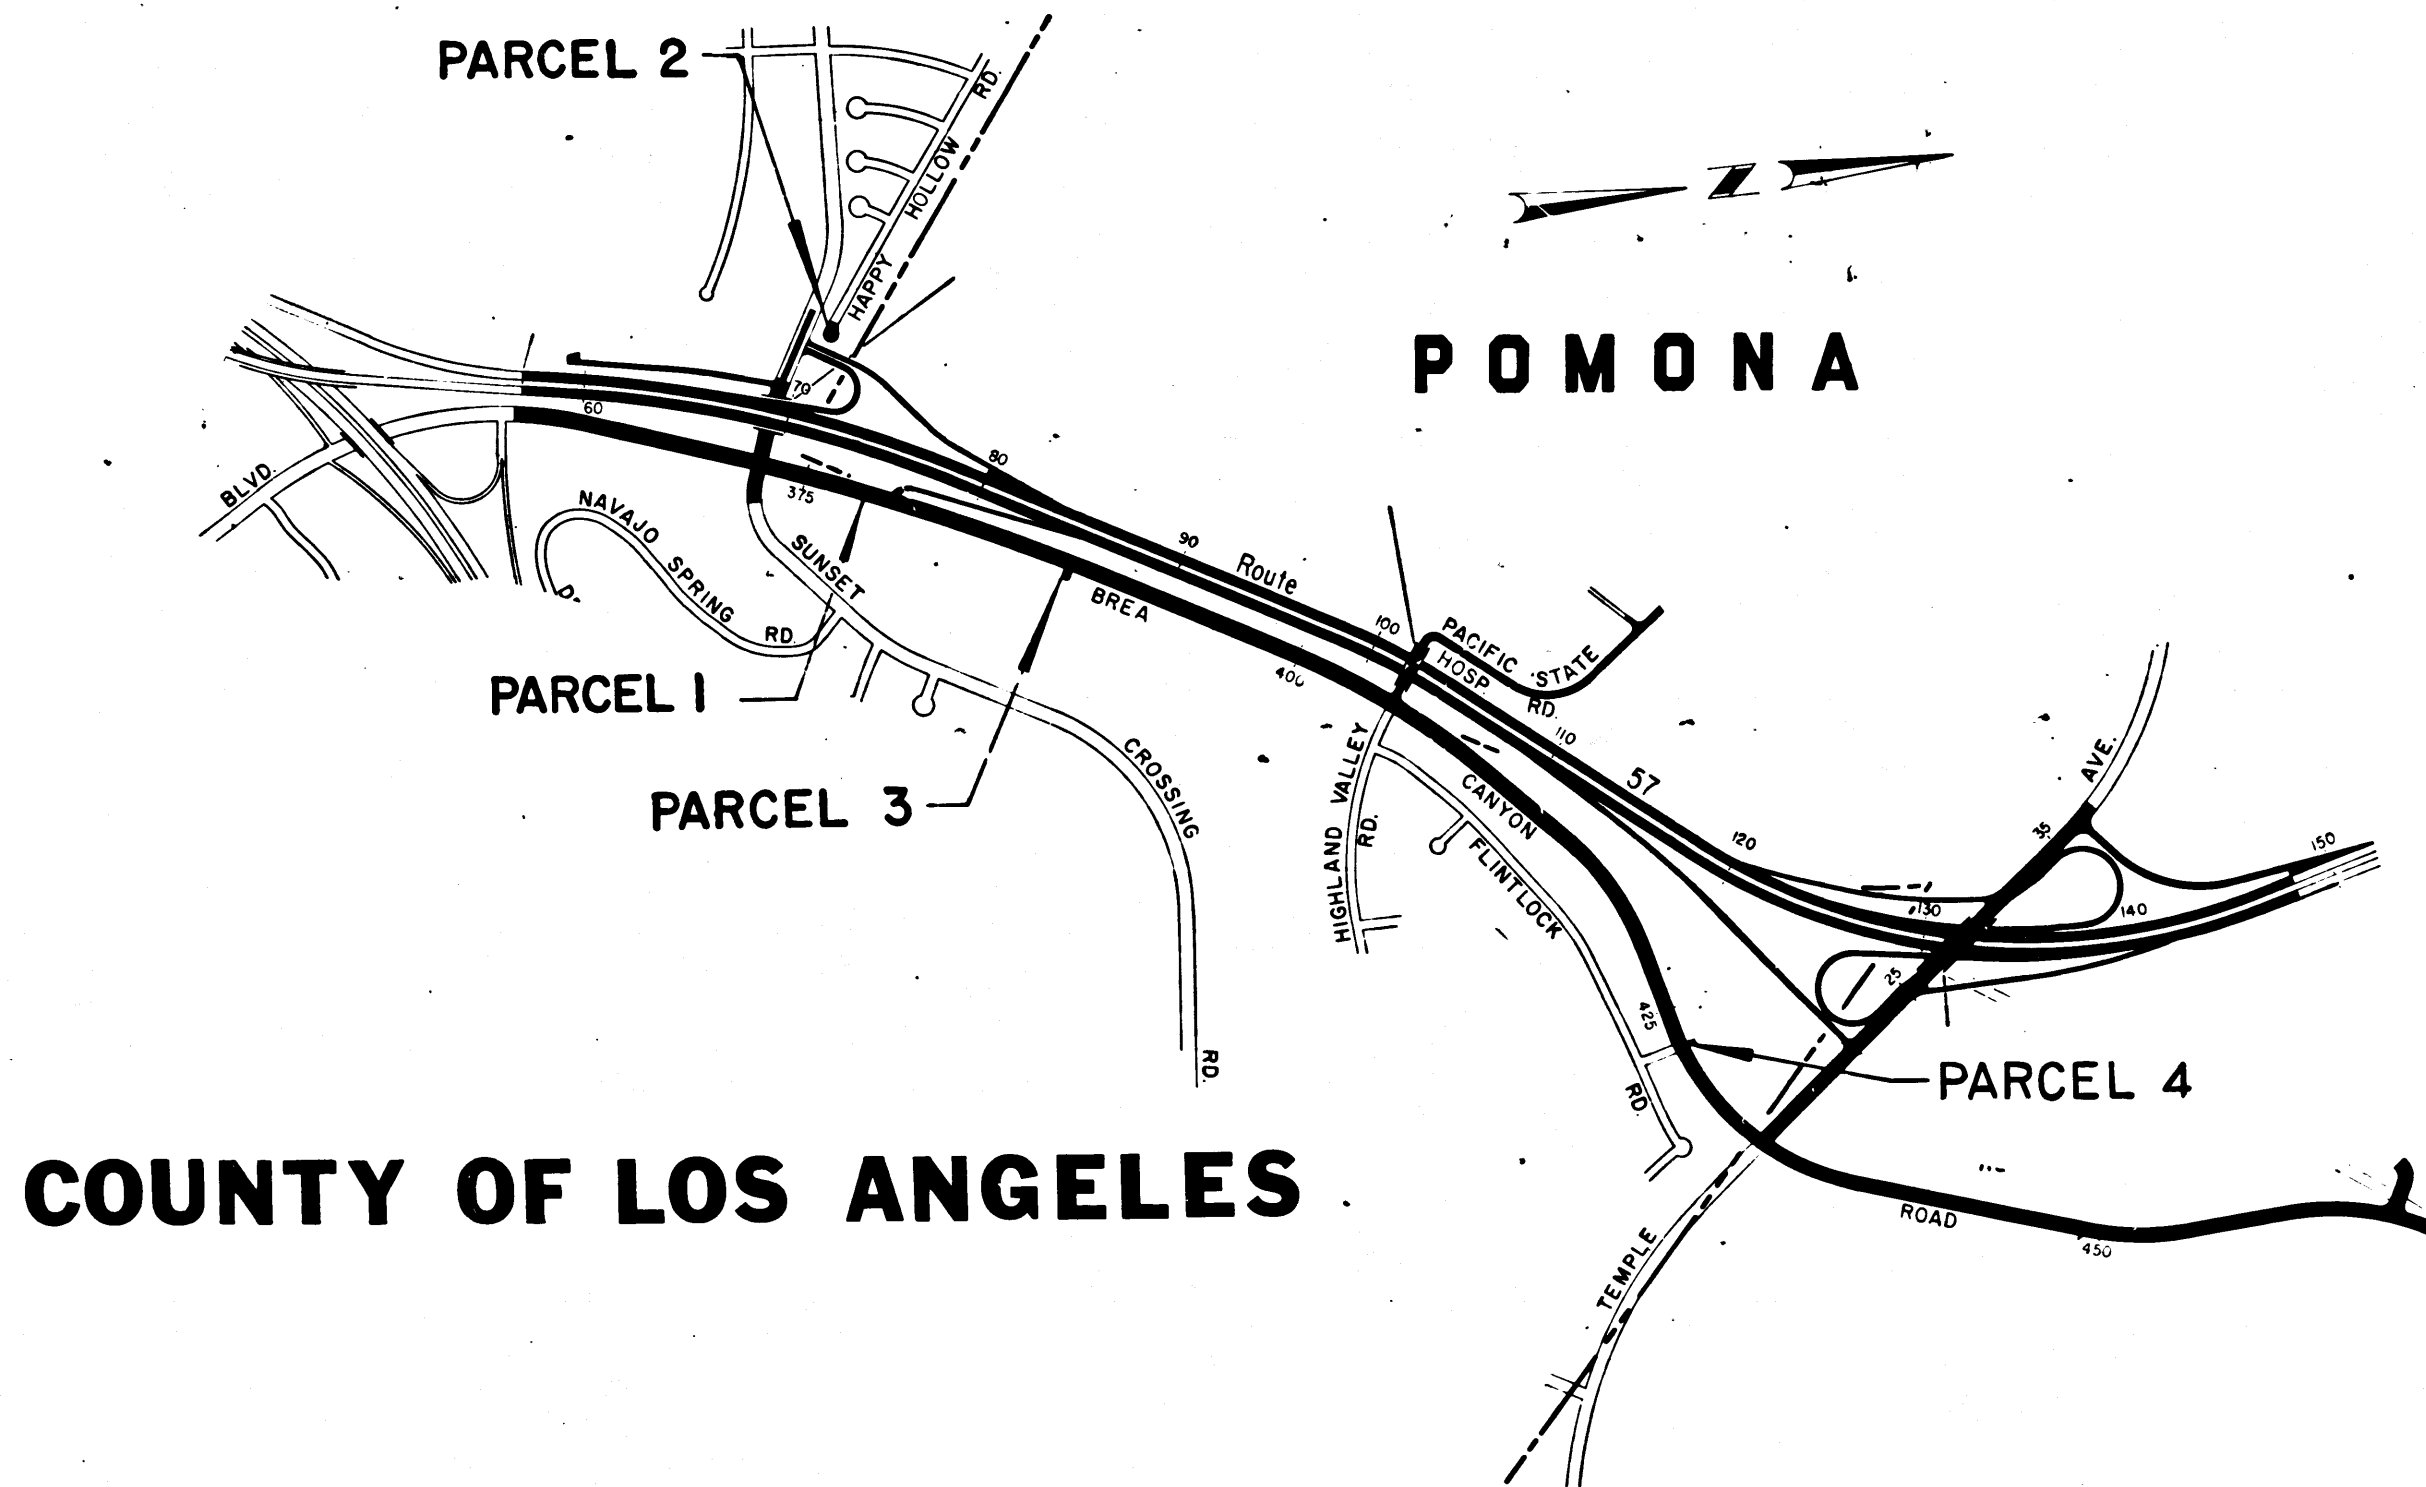 PARCEL 2
HAPPY HOLLOW RD.
N
POMONA
70
60
BLVD.
80
375
NAVAJO SPRING RD.
SUNSET CROSSING RD.
90
Route 57
BREA CANYON ROAD
100
400
PACIFIC STATE
HOSP. RD.
110
PARCEL 1
PARCEL 3
HIGHLAND VALLEY RD.
FLINTLOCK RD.
120
AVE.
35
150
130
140
25
425
PARCEL 4
COUNTY OF LOS ANGELES
TEMPLE
450